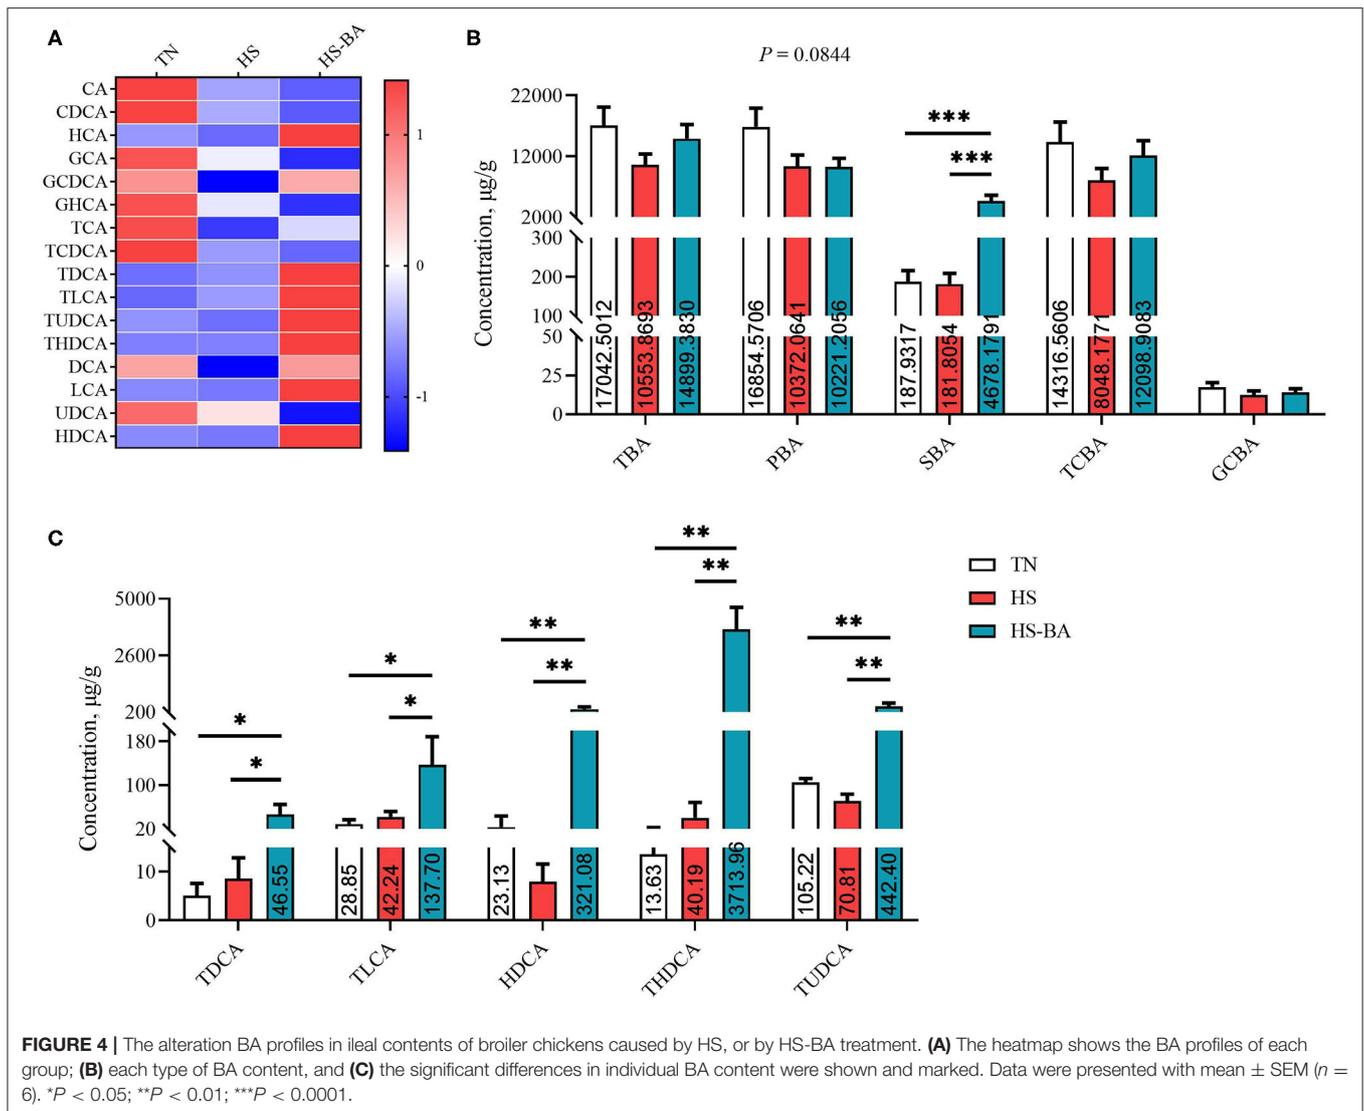 A
TN
HS
HS-BA
CA
CDCA
HCA
GCA
GCDCA
GHCA
TCA
TCDCA
TDCA
TLCA
TUDCA
THDCA
DCA
LCA
UDCA
HDCA
1
0
-1
B
P = 0.0844
Concentration, µg/g
22000
12000
2000
300
200
100
50
25
0
***
***
17042.5012
10553.8693
14899.3830
16854.5706
10372.0641
10221.2056
187.9317
181.8054
4678.1791
14316.5606
8048.1771
12098.9083
TBA
PBA
SBA
TCBA
GCBA
C
Concentration, µg/g
5000
2600
200
180
100
20
10
0
*
*
*
*
**
**
**
**
**
**
46.55
28.85
42.24
137.70
23.13
321.08
13.63
40.19
3713.96
105.22
70.81
442.40
TDCA
TLCA
HDCA
THDCA
TUDCA
TN
HS
HS-BA
FIGURE 4 | The alteration BA profiles in ileal contents of broiler chickens caused by HS, or by HS-BA treatment. (A) The heatmap shows the BA profiles of each
group; (B) each type of BA content, and (C) the significant differences in individual BA content were shown and marked. Data were presented with mean ± SEM (n =
6). *P < 0.05; **P < 0.01; ***P < 0.0001.